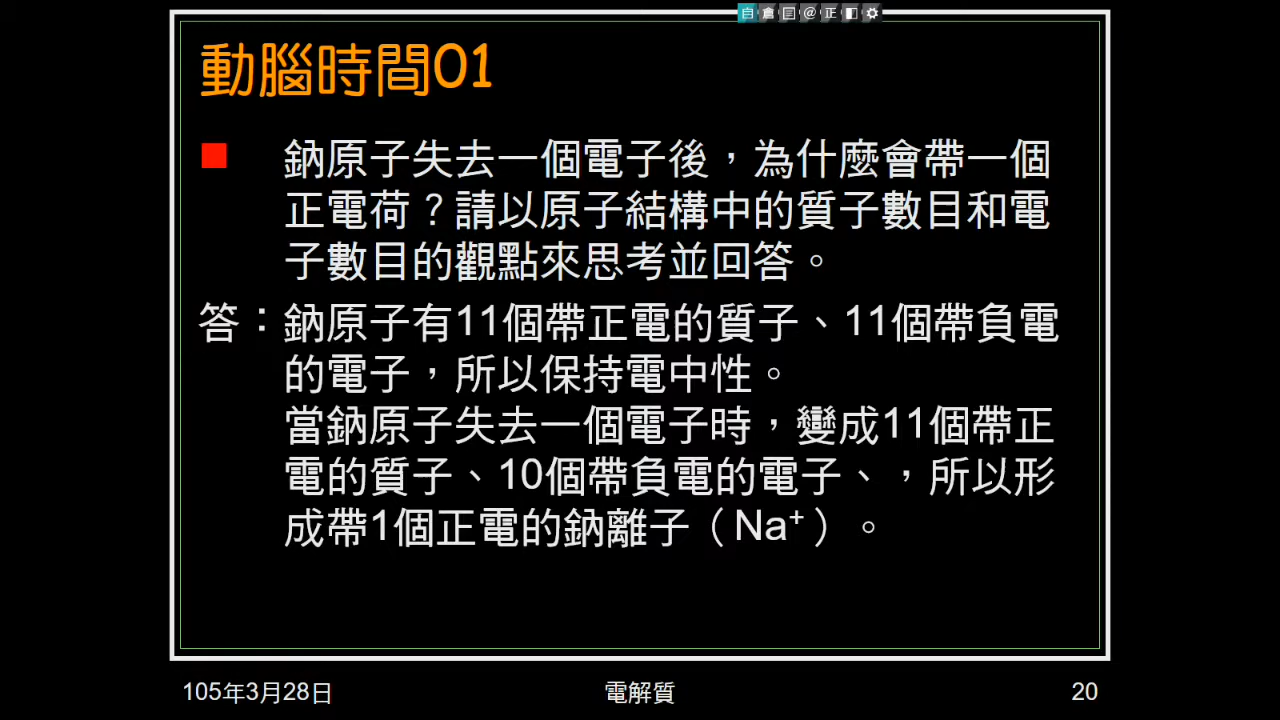 自倉@正
動腦時間01
鈉原子失去一個電子後，為什麼會帶一個
正電荷？請以原子結構中的質子數目和電
子數目的觀點來思考並回答。
答：鈉原子有11個帶正電的質子、11個帶負電
的電子，所以保持電中性。
當鈉原子失去一個電子時，變成11個帶正
電的質子、10個帶負電的電子、，所以形
成帶1個正電的鈉離子（Na⁺）。
105年3月28日
電解質
20